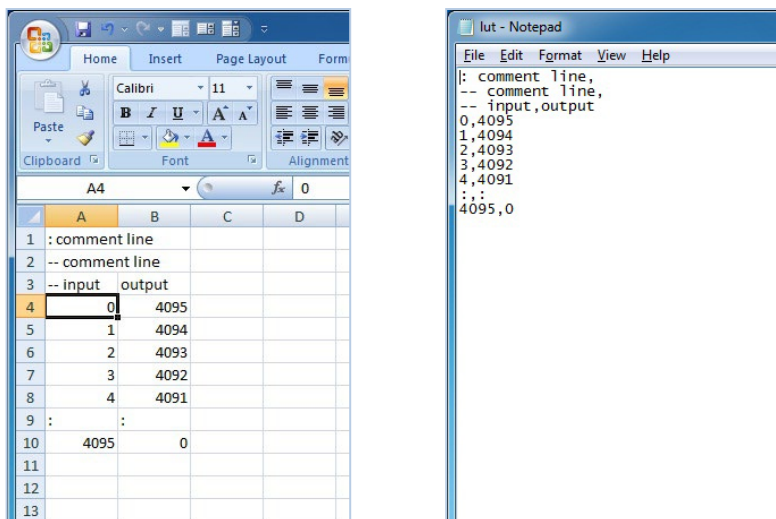 Home Insert Page Layout Form
Calibri 11
Paste B I U A A
A
Clipboard Font Alignment
A4 fx 0
A B C D
1 : comment line
2 -- comment line
3 -- input output
4 0 4095
5 1 4094
6 2 4093
7 3 4092
8 4 4091
9 : :
10 4095 0
11
12
13
lut - Notepad
File Edit Format View Help
: comment line,
-- comment line,
-- input,output
0,4095
1,4094
2,4093
3,4092
4,4091
:,:
4095,0